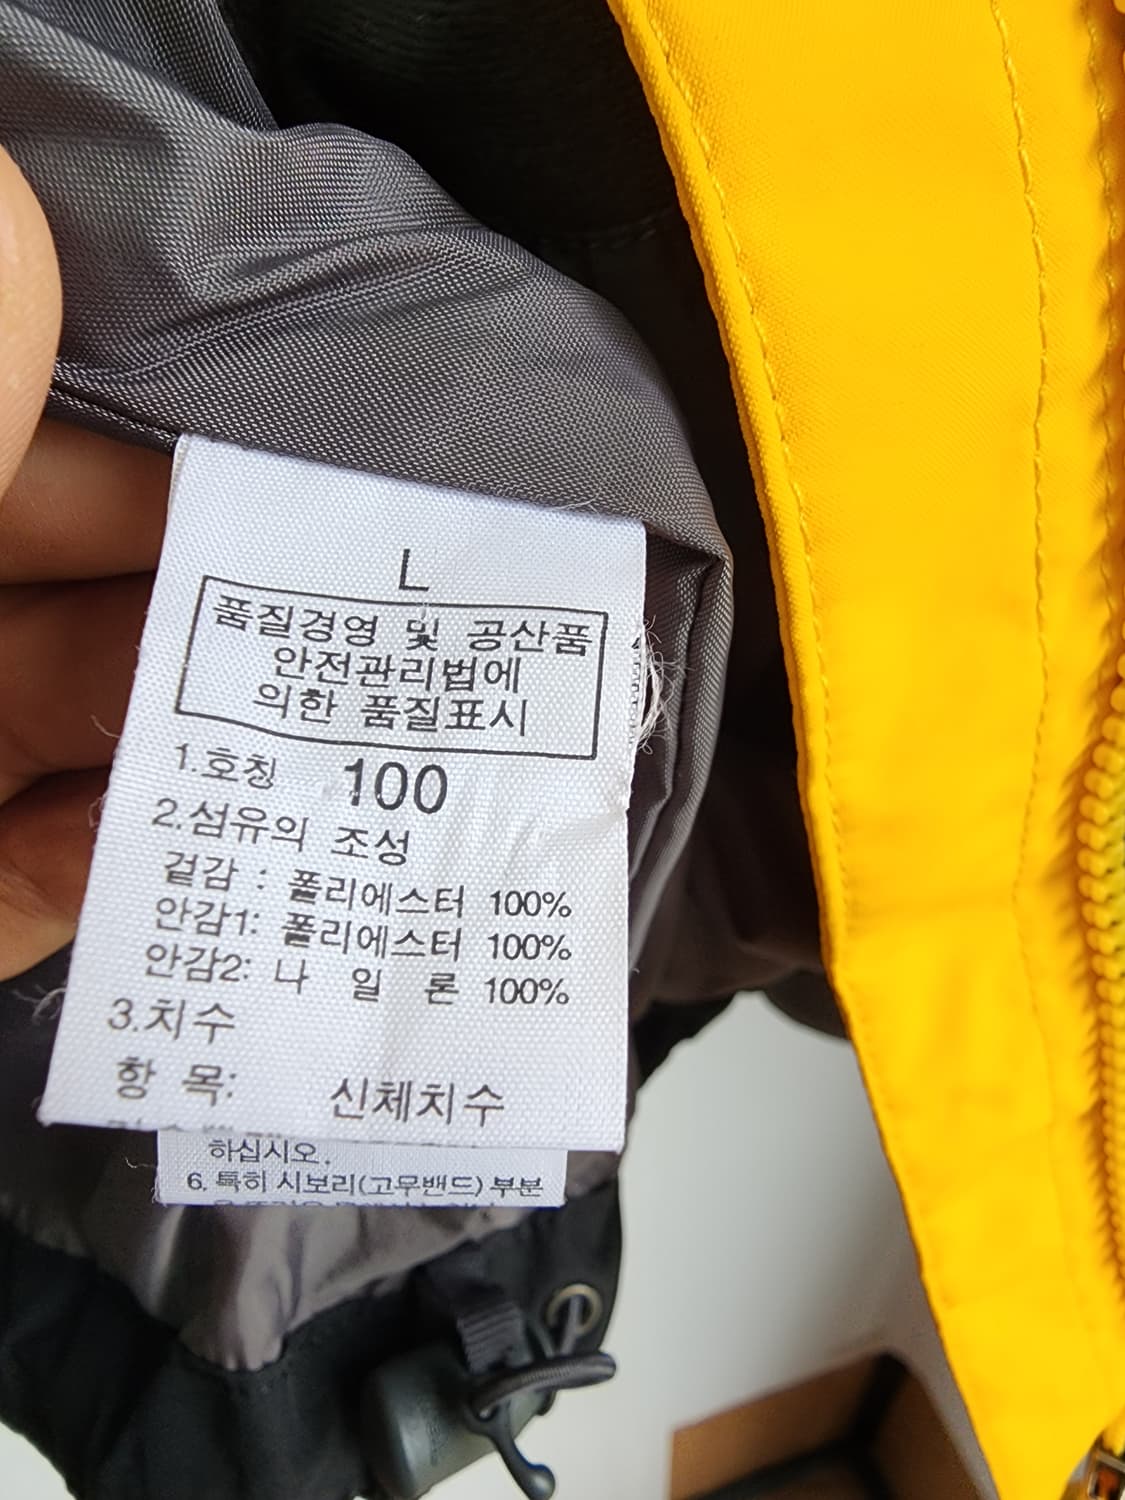 L
품질경영 및 공산품
안전관리법에
의한 품질표시
1.호칭 100
2.섬유의 조성
겉감 : 폴리에스터 100%
안감1: 폴리에스터 100%
안감2: 나 일 론 100%
3.치수
항 목: 신체치수
하십시오.
6. 특히 시보리(고무밴드) 부분